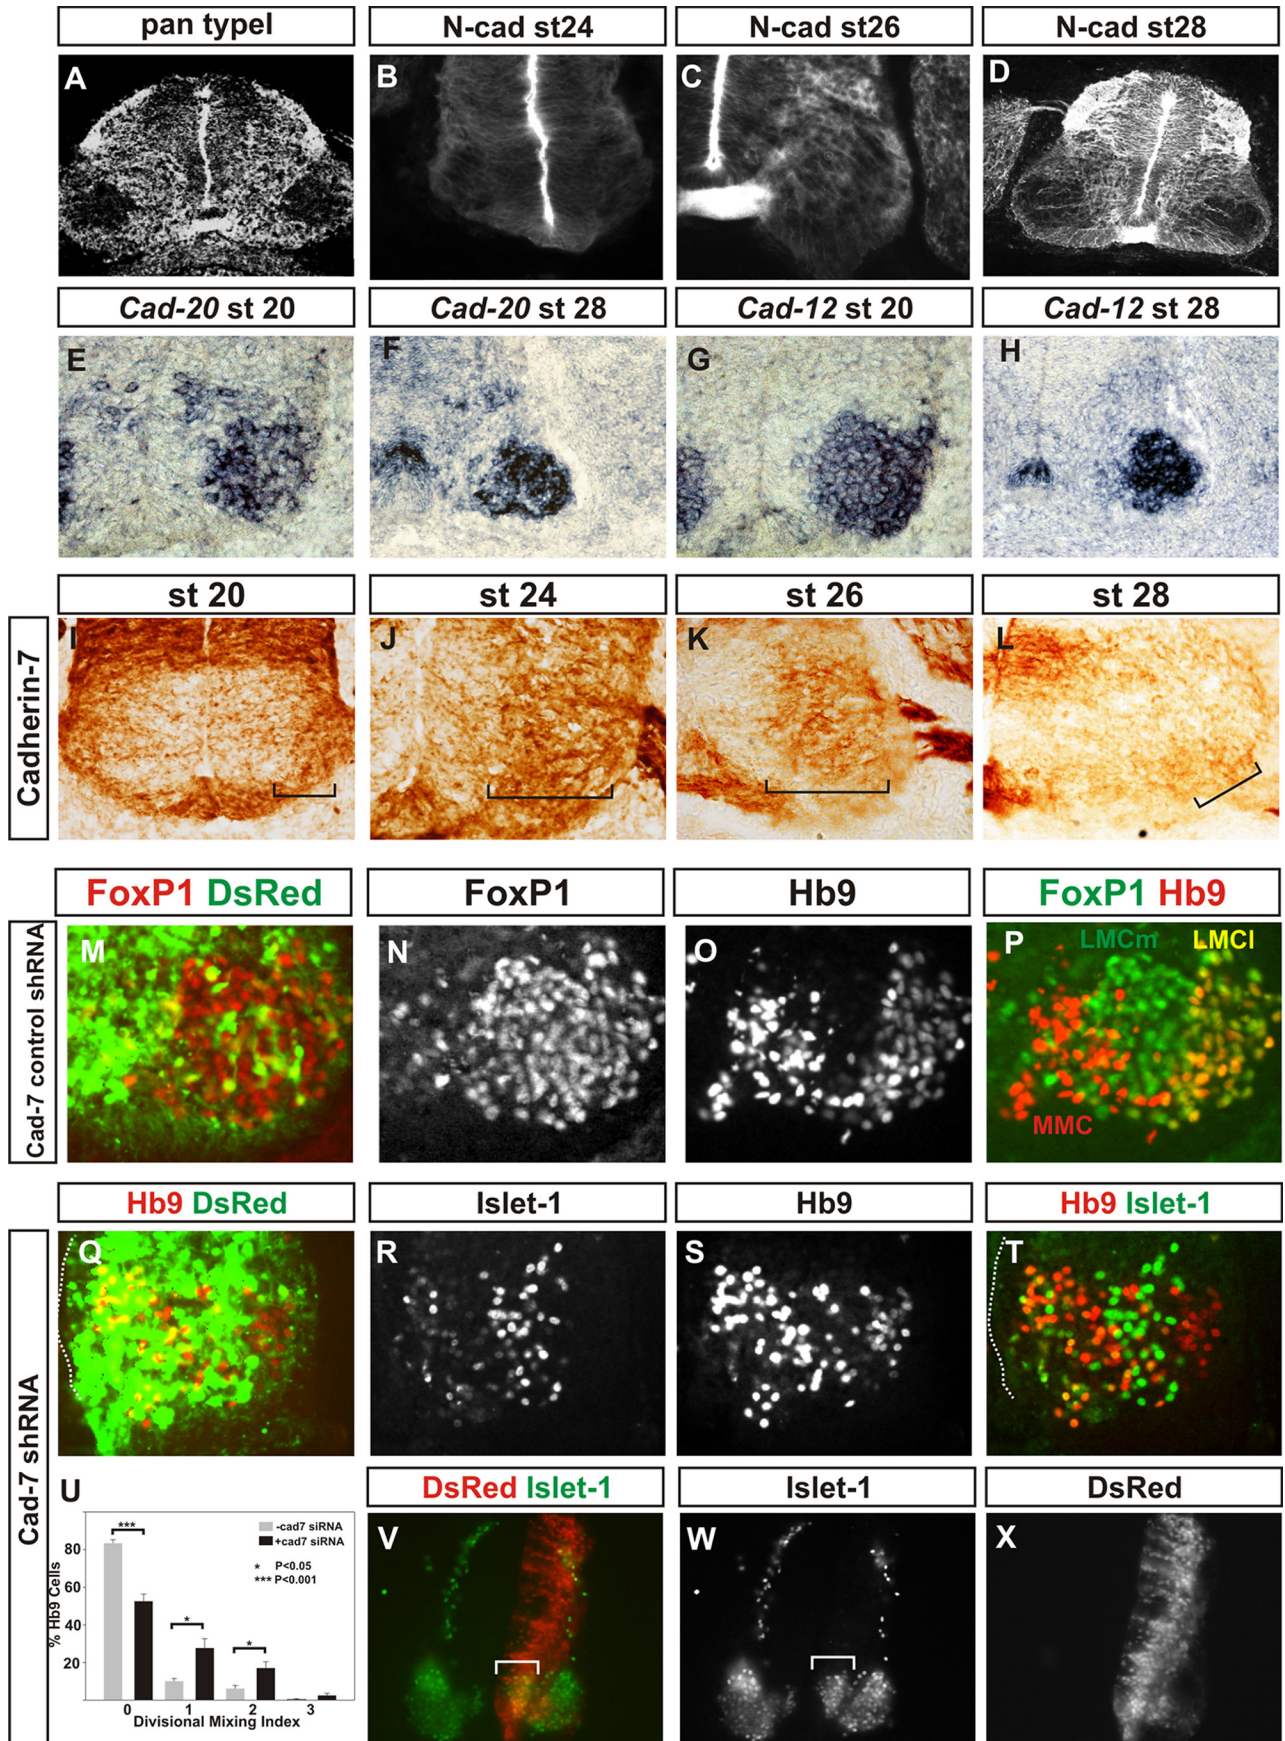 pan typeI
N-cad st24
N-cad st26
N-cad st28
A
B
C
D
Cad-20 st 20
Cad-20 st 28
Cad-12 st 20
Cad-12 st 28
E
F
G
H
st 20
st 24
st 26
st 28
Cadherin-7
I
J
K
L
FoxP1 DsRed
FoxP1
Hb9
FoxP1 Hb9
Cad-7 control shRNA
M
N
O
P
LMCm
LMCl
MMC
Hb9 DsRed
Islet-1
Hb9
Hb9 Islet-1
Cad-7 shRNA
Q
R
S
T
U
% Hb9 Cells
80
60
40
20
***
*
*
-cad7 siRNA
+cad7 siRNA
* P<0.05
*** P<0.001
0 1 2 3
Divisional Mixing Index
DsRed Islet-1
Islet-1
DsRed
V
W
X